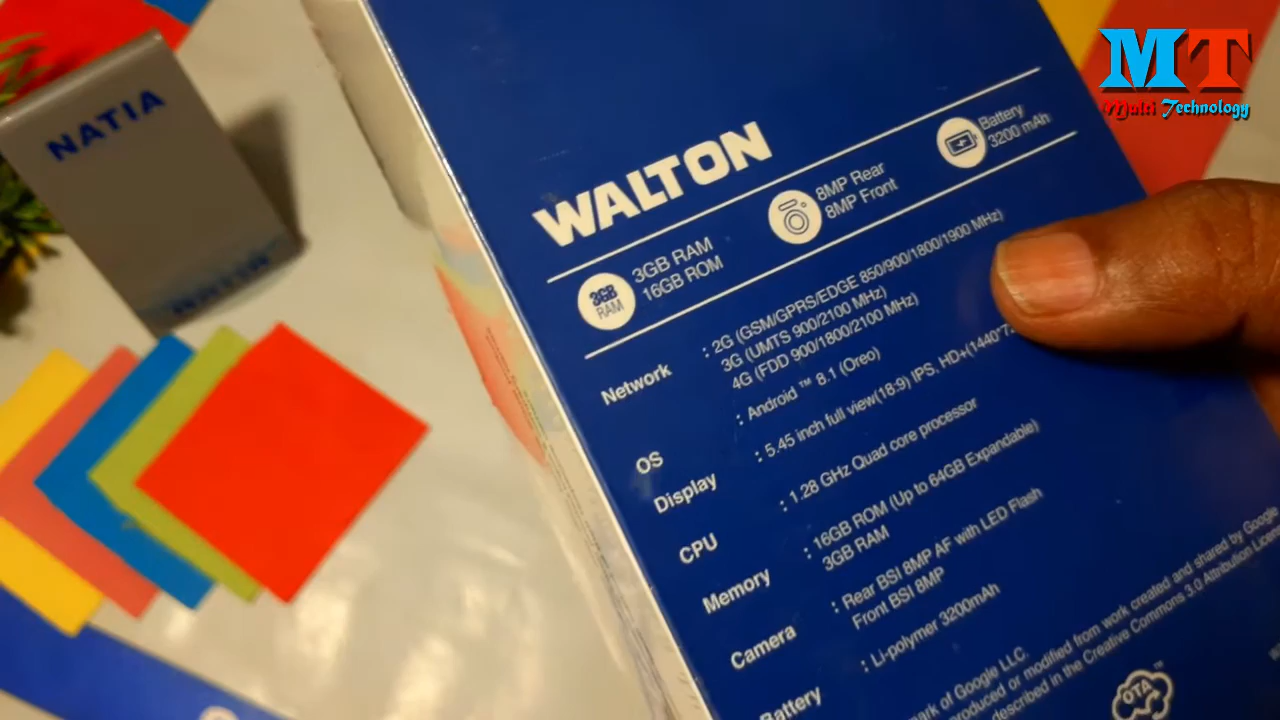 MT
Multi Technology
NATIA
WALTON
3GB RAM
3GB RAM
16GB ROM
8MP Rear
8MP Front
Battery
3200 mAh
Network : 2G (GSM/GPRS/EDGE 850/900/1800/1900 MHz)
3G (UMTS 900/2100 MHz)
4G (FDD 900/1800/2100 MHz)
OS : Android ™ 8.1 (Oreo)
Display : 5.45 inch full view(18:9) IPS, HD+(1440*7
CPU : 1.28 GHz Quad core processor
Memory : 16GB ROM (Up to 64GB Expandable)
3GB RAM
Camera : Rear BSI 8MP AF with LED Flash
Front BSI 8MP
Battery : Li-polymer 3200mAh
mark of Google LLC.
produced or modified from work created and shared by Google
described in the Creative Commons 3.0 Attribution
OTA